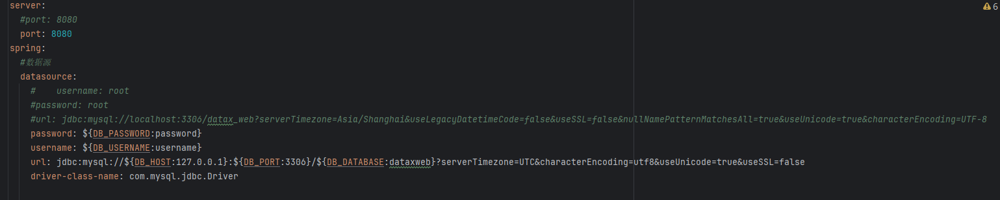 server:
  #port: 8080
  port: 8080
spring:
  #数据源
  datasource:
    #    username: root
    #password: root
    #url: jdbc:mysql://localhost:3306/datax_web?serverTimezone=Asia/Shanghai&useLegacyDatetimeCode=false&useSSL=false&nullNamePatternMatchesAll=true&useUnicode=true&characterEncoding=UTF-8
    password: ${DB_PASSWORD:password}
    username: ${DB_USERNAME:username}
    url: jdbc:mysql://${DB_HOST:127.0.0.1}:${DB_PORT:3306}/${DB_DATABASE:dataxweb}?serverTimezone=UTC&characterEncoding=utf8&useUnicode=true&useSSL=false
    driver-class-name: com.mysql.jdbc.Driver
6